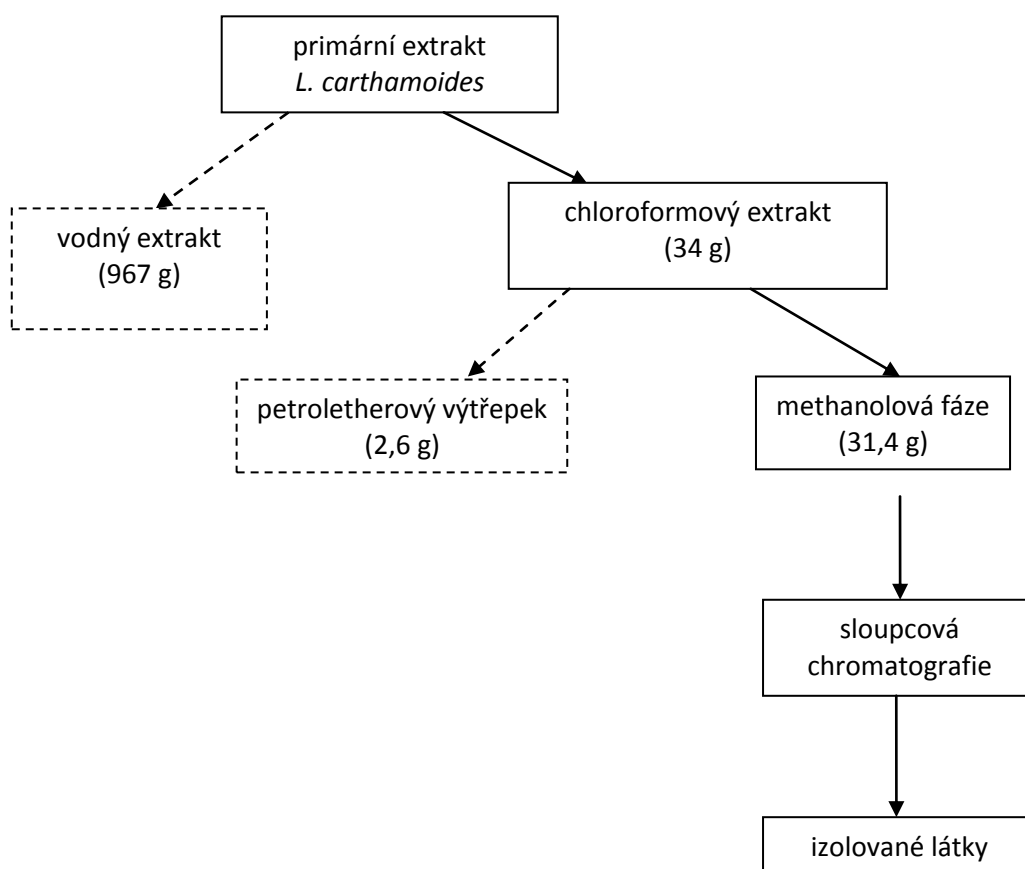 primární extrakt
L. carthamoides
vodný extrakt
(967 g)
chloroformový extrakt
(34 g)
petroletherový výtřepek
(2,6 g)
methanolová fáze
(31,4 g)
sloupcová
chromatografie
izolované látky